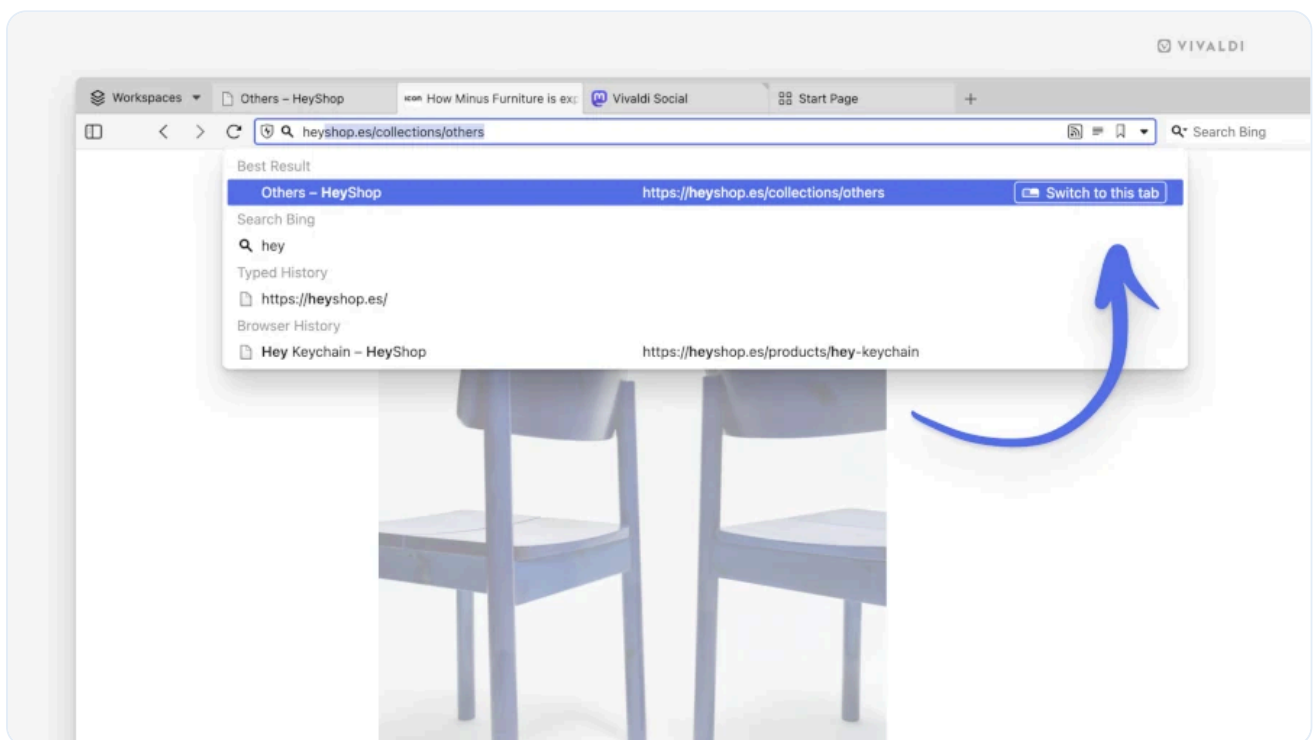 VIVALDI
Workspaces Others – HeyShop How Minus Furniture is exp Vivaldi Social Start Page +
heyshop.es/collections/others Search Bing
Best Result
Others – HeyShop https://heyshop.es/collections/others Switch to this tab
Search Bing
hey
Typed History
https://heyshop.es/
Browser History
Hey Keychain – HeyShop https://heyshop.es/products/hey-keychain